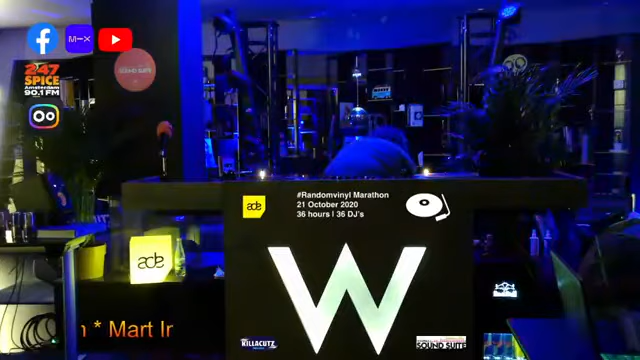 M-X
247
SPICE
Amsterdam
90.1 FM
SOUND SUITE
ade
#Randomvinyl Marathon
21 October 2020
36 hours | 36 DJ's
ade
W
* Mart Ir
KILLACUTZ
SOUND SUITE